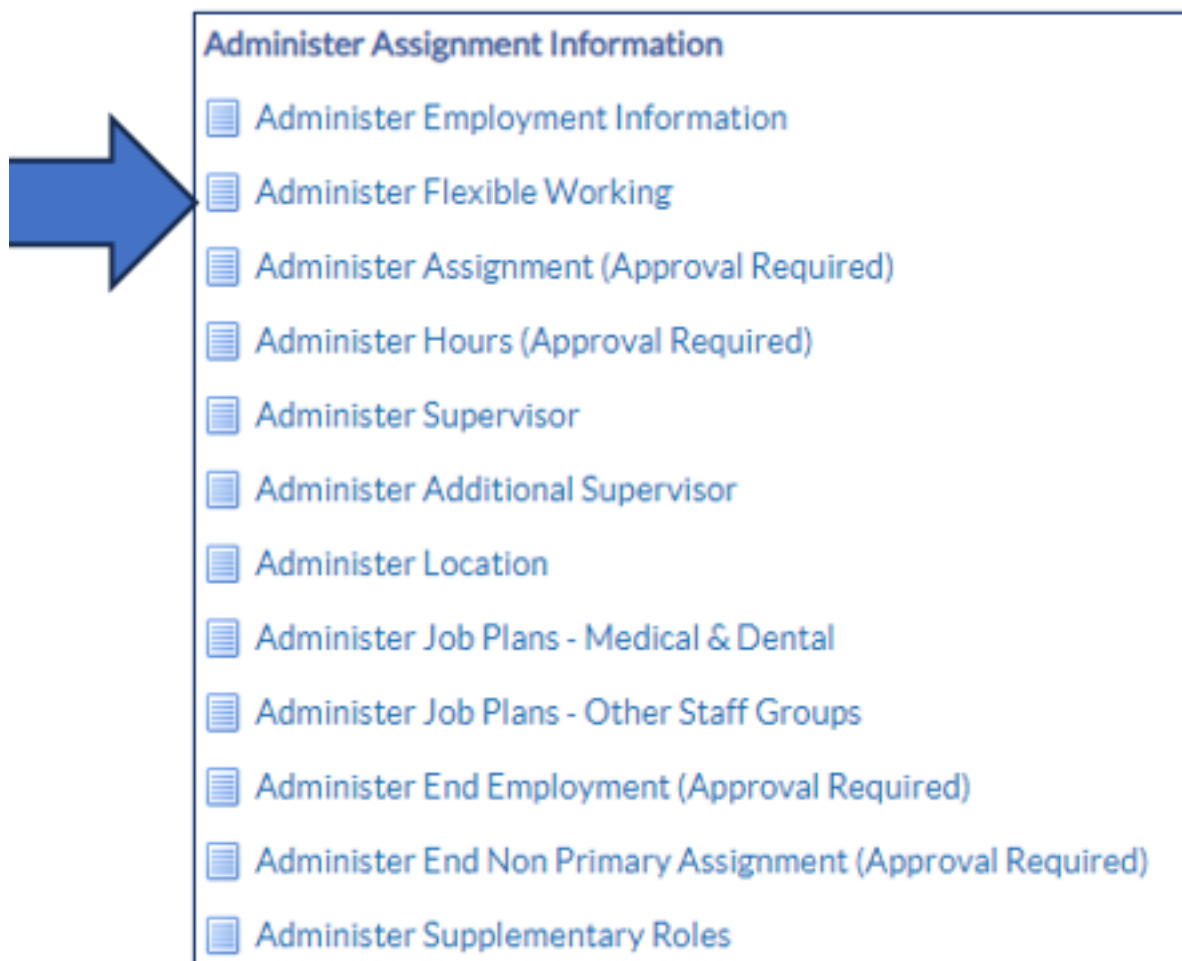 Administer Assignment Information
Administer Employment Information
Administer Flexible Working
Administer Assignment (Approval Required)
Administer Hours (Approval Required)
Administer Supervisor
Administer Additional Supervisor
Administer Location
Administer Job Plans - Medical & Dental
Administer Job Plans - Other Staff Groups
Administer End Employment (Approval Required)
Administer End Non Primary Assignment (Approval Required)
Administer Supplementary Roles